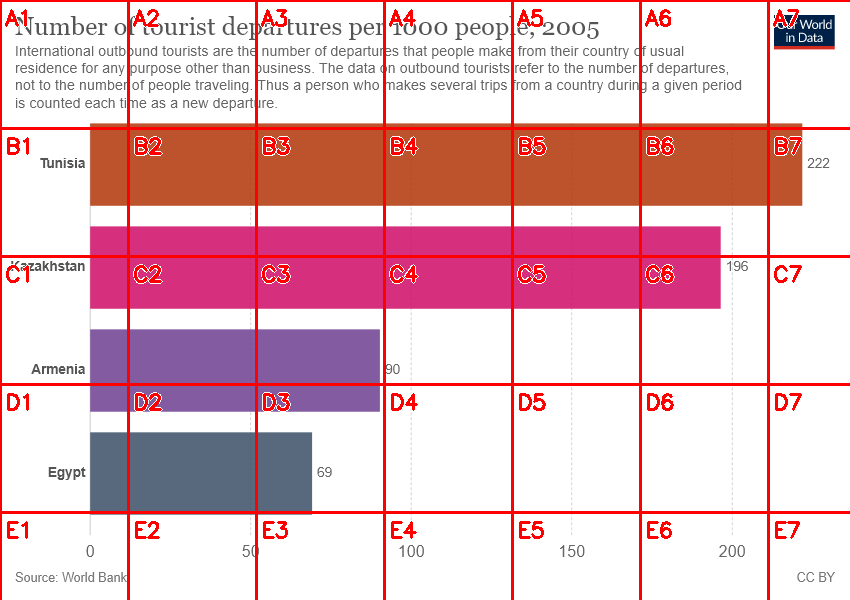 Number of tourist departures per 1000 people, 2005
Our World
in Data
International outbound tourists are the number of departures that people make from their country of usual
residence for any purpose other than business. The data on outbound tourists refer to the number of departures,
not to the number of people traveling. Thus a person who makes several trips from a country during a given period
is counted each time as a new departure.
A1 A2 A3 A4 A5 A6 A7
B1 B2 B3 B4 B5 B6 B7
Tunisia 222
Kazakhstan 196
C1 C2 C3 C4 C5 C6 C7
Armenia 90
D1 D2 D3 D4 D5 D6 D7
Egypt 69
E1 E2 E3 E4 E5 E6 E7
0 50 100 150 200
Source: World Bank
CC BY